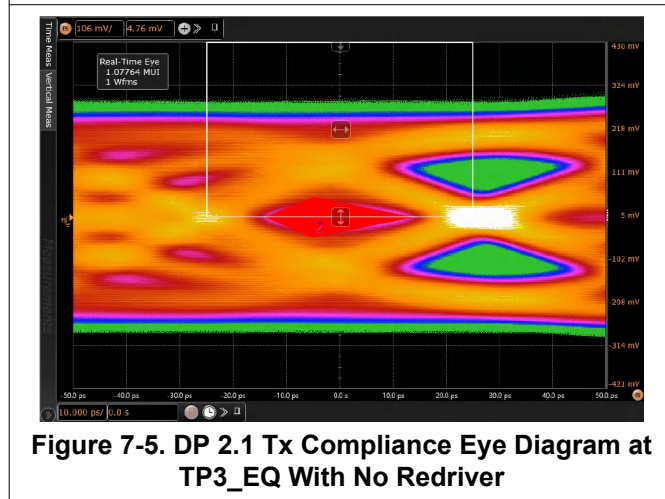 106 mV/ 4.76 mV
Time Meas
Vertical Meas
Real-Time Eye
1.07764 MUI
1 Wfms
430 mV
324 mV
218 mV
111 mV
5 mV
-102 mV
-208 mV
-314 mV
-421 mV
Measurements
-50.0 ps -40.0 ps -30.0 ps -20.0 ps -10.0 ps 0.0 s 10.0 ps 20.0 ps 30.0 ps 40.0 ps 50.0 ps
10.000 ps/ 0.0 s
Figure 7-5. DP 2.1 Tx Compliance Eye Diagram at
TP3_EQ With No Redriver